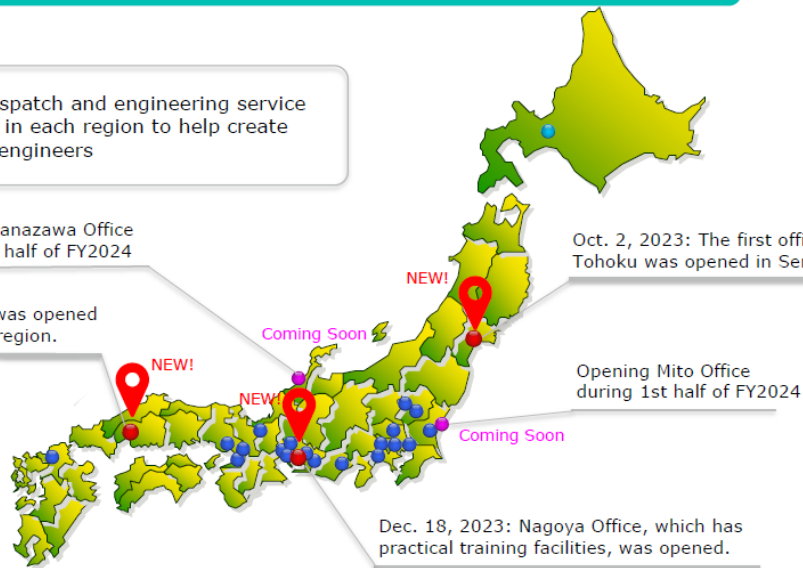 spatch and engineering service
in each region to help create
engineers
anazawa Office
half of FY2024
Oct. 2, 2023: The first offi
Tohoku was opened in Sen
NEW!
was opened
region.
Coming Soon
NEW!
NEW!
Opening Mito Office
during 1st half of FY2024
Coming Soon
Dec. 18, 2023: Nagoya Office, which has
practical training facilities, was opened.